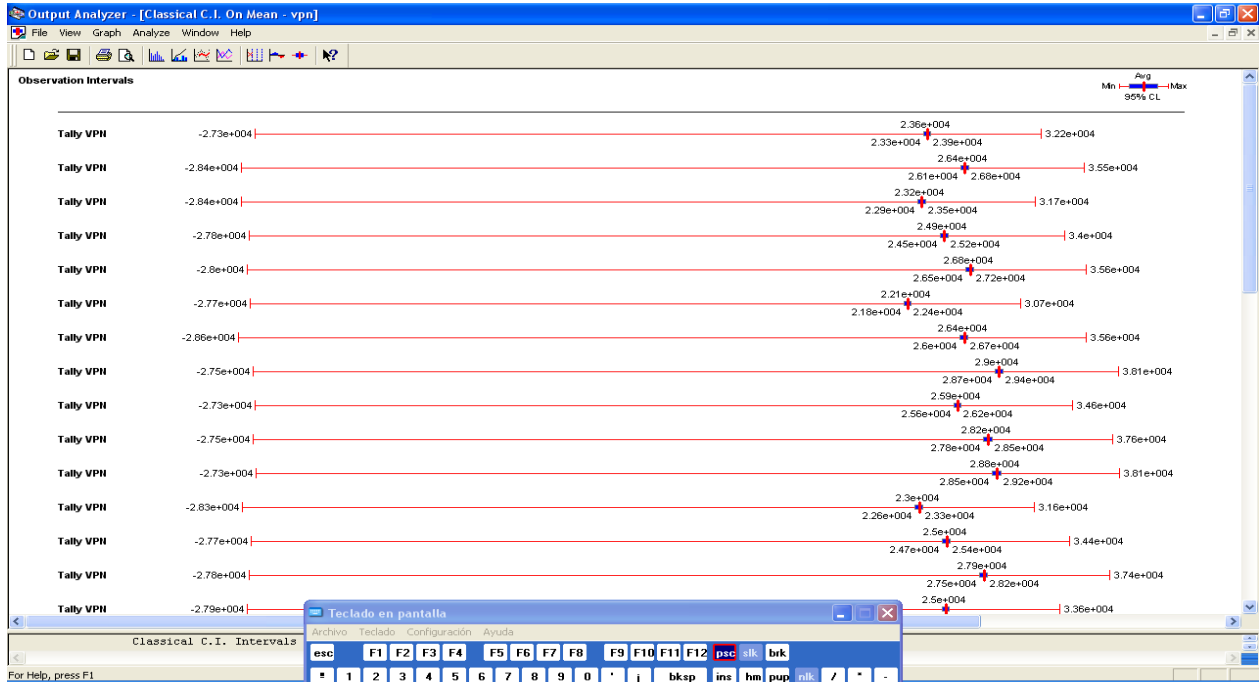 Output Analyzer - [Classical C.I. On Mean - vpn]
File View Graph Analyze Window Help
Observation Intervals
Avg
Min Max
95% CL
Tally VPN -2.73e+004 2.36e+004 3.22e+004
2.33e+004 2.39e+004
Tally VPN -2.84e+004 2.64e+004 3.55e+004
2.61e+004 2.68e+004
Tally VPN -2.84e+004 2.32e+004 3.17e+004
2.29e+004 2.35e+004
Tally VPN -2.78e+004 2.49e+004 3.4e+004
2.45e+004 2.52e+004
Tally VPN -2.8e+004 2.68e+004 3.56e+004
2.65e+004 2.72e+004
Tally VPN -2.77e+004 2.21e+004 3.07e+004
2.18e+004 2.24e+004
Tally VPN -2.86e+004 2.64e+004 3.56e+004
2.6e+004 2.67e+004
Tally VPN -2.75e+004 2.9e+004 3.81e+004
2.87e+004 2.94e+004
Tally VPN -2.73e+004 2.59e+004 3.46e+004
2.56e+004 2.62e+004
Tally VPN -2.75e+004 2.82e+004 3.76e+004
2.78e+004 2.85e+004
Tally VPN -2.73e+004 2.88e+004 3.81e+004
2.85e+004 2.92e+004
Tally VPN -2.83e+004 2.3e+004 3.16e+004
2.26e+004 2.33e+004
Tally VPN -2.77e+004 2.5e+004 3.44e+004
2.47e+004 2.54e+004
Tally VPN -2.78e+004 2.79e+004 3.74e+004
2.75e+004 2.82e+004
Tally VPN -2.79e+004 2.5e+004 3.36e+004
Teclado en pantalla
Archivo Teclado Configuración Ayuda
Classical C.I. Intervals
esc F1 F2 F3 F4 F5 F6 F7 F8 F9 F10 F11 F12 psc slk brk
For Help, press F1
1 2 3 4 5 6 7 8 9 0 ' ¡ bksp ins hm pup nlk / * -